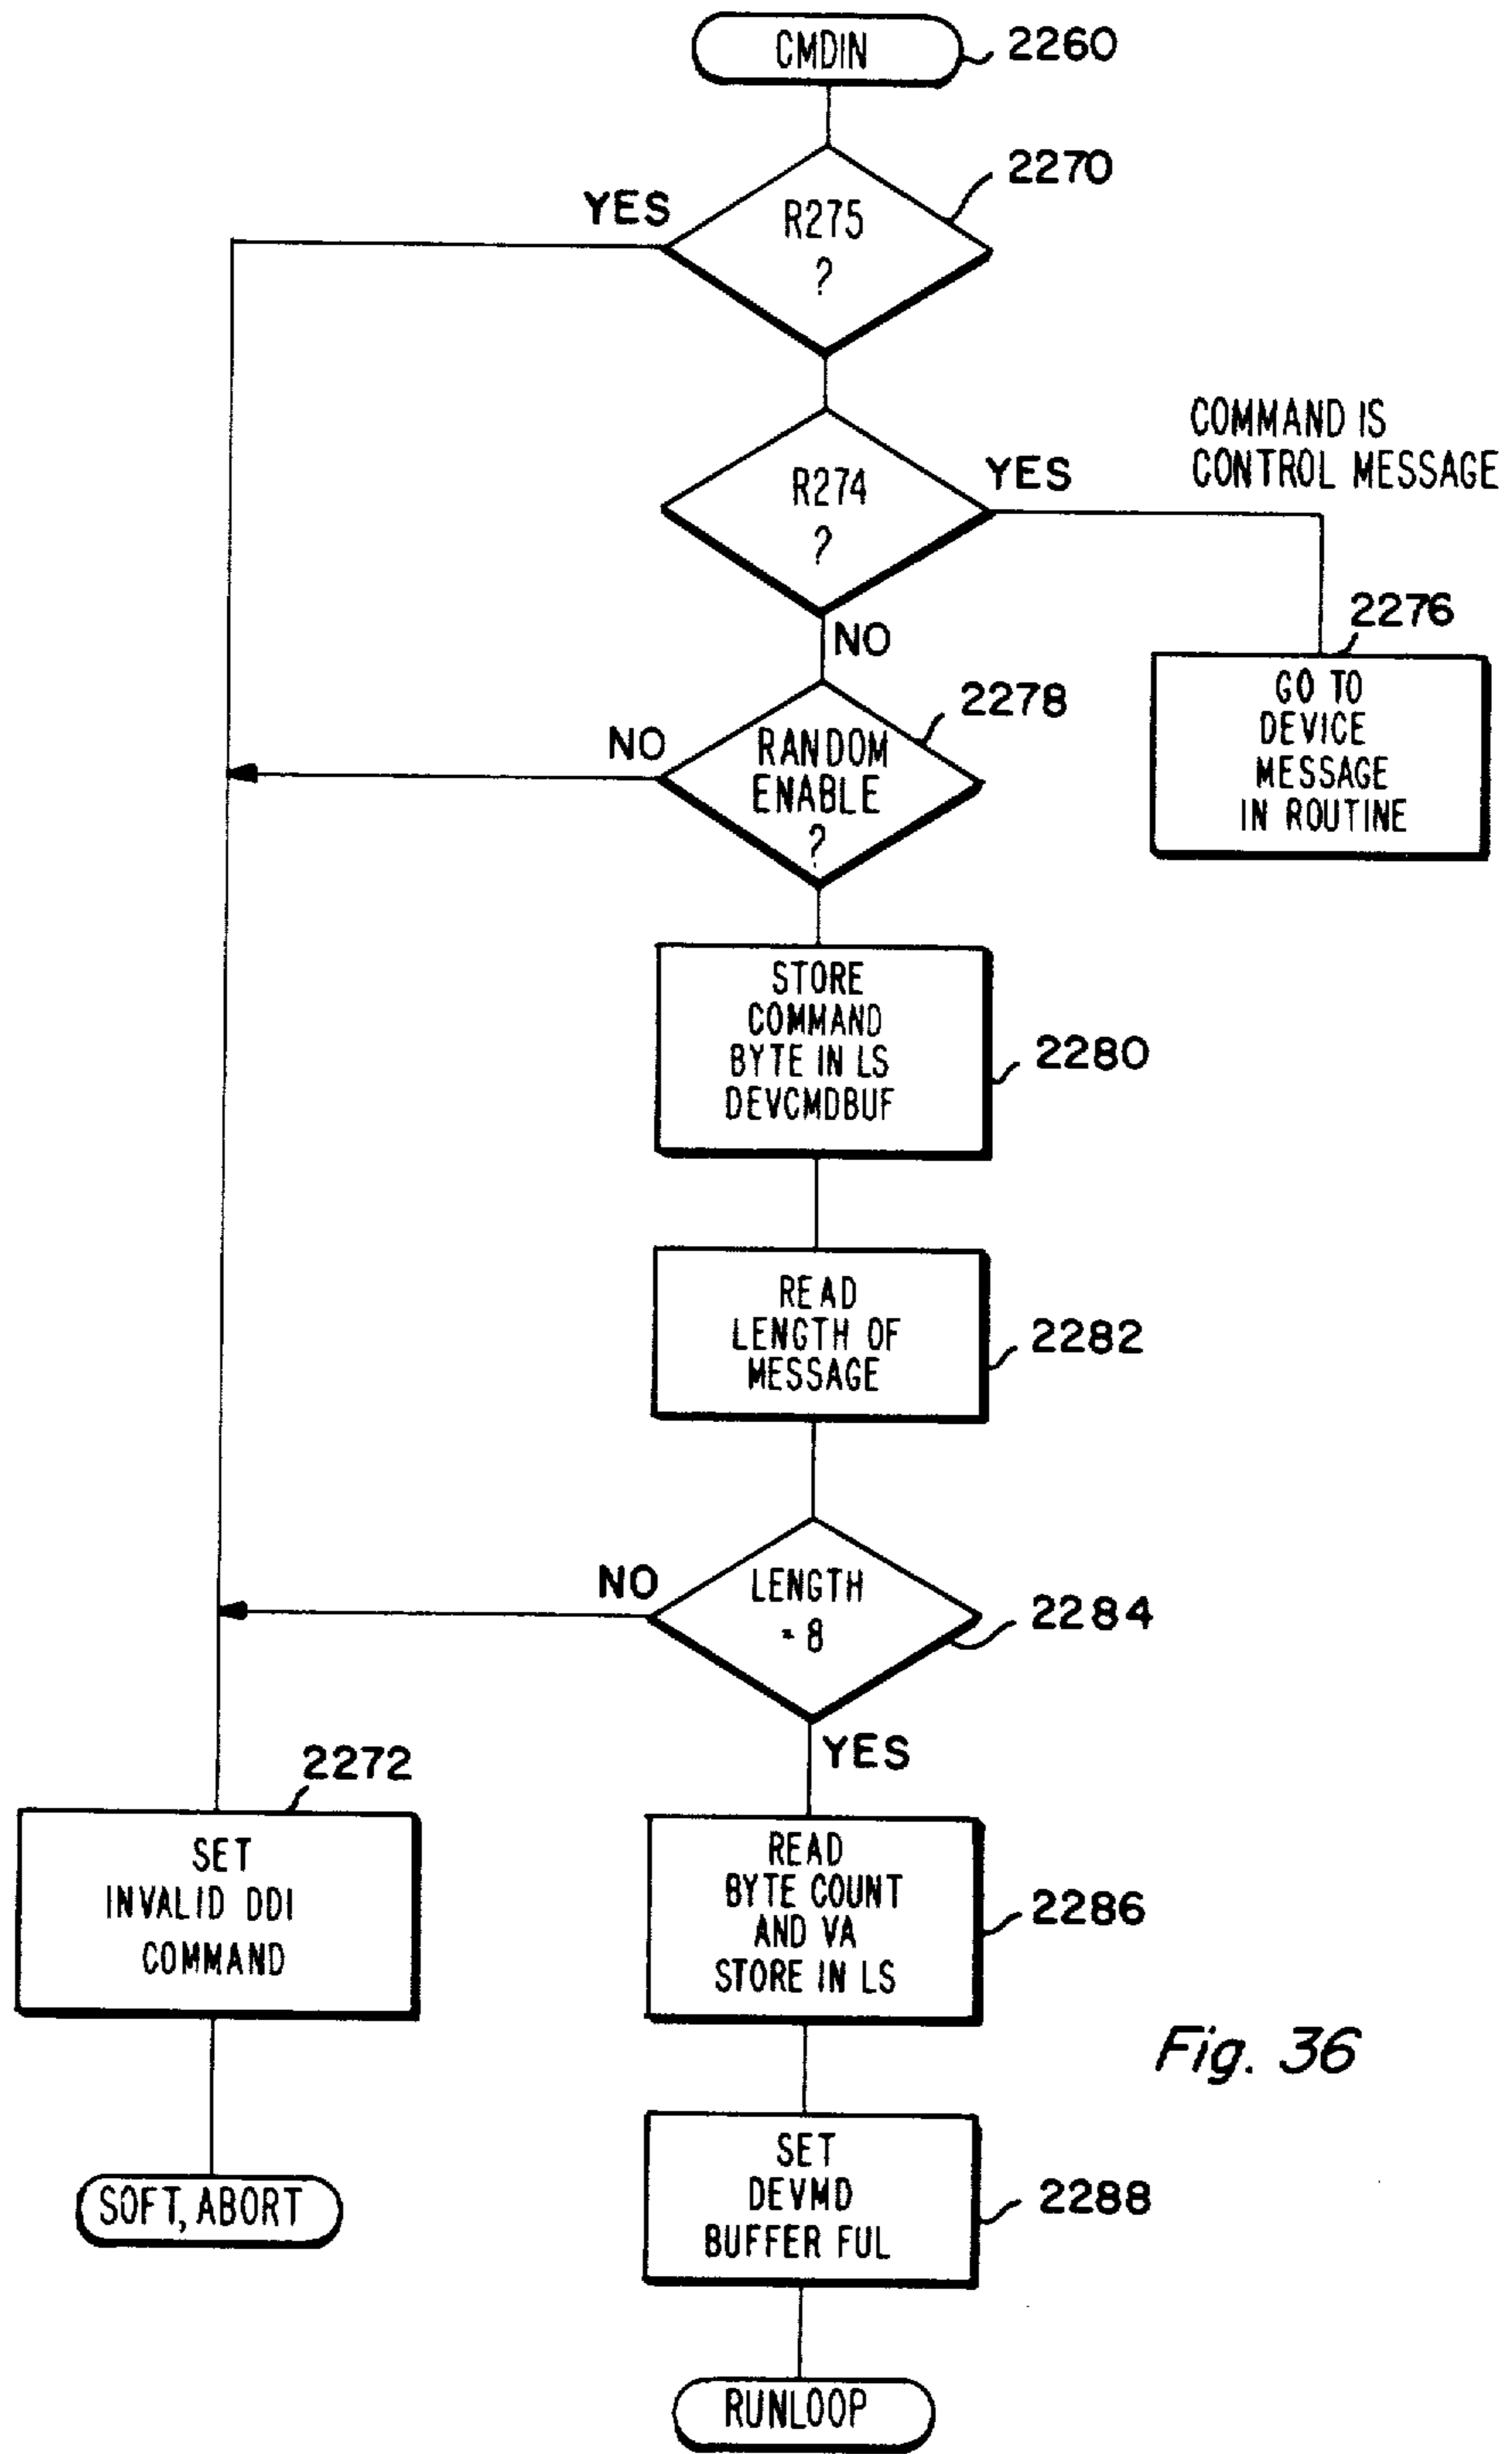 CMDIN
2260
2270
YES
R275
?
COMMAND IS
CONTROL MESSAGE
R274
?
YES
NO
2276
GO TO
DEVICE
MESSAGE
IN ROUTINE
2278
NO
RANDOM
ENABLE
?
STORE
COMMAND
BYTE IN LS
DEVCMDBUF
2280
READ
LENGTH OF
MESSAGE
2282
NO
LENGTH
= 8
2284
YES
2272
SET
INVALID DDI
COMMAND
READ
BYTE COUNT
AND VA
STORE IN LS
2286
Fig. 36
SET
DEVMD
BUFFER FUL
2288
SOFT, ABORT
RUNLOOP